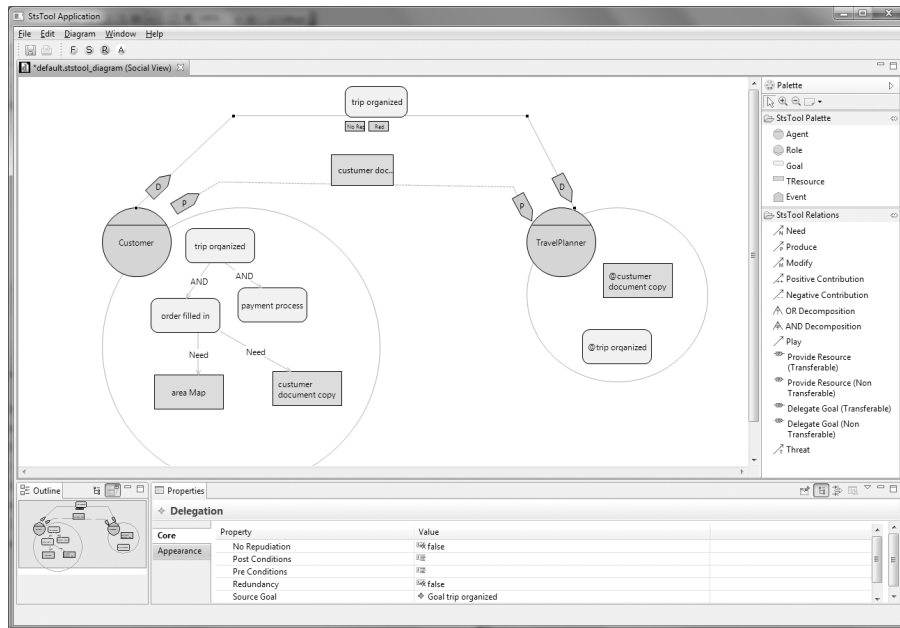 StsTool Application
File Edit Diagram Window Help
F S R A
*default.ststool_diagram (Social View)
trip organized
No Rep Red
custumer doc...
D
P
D
P
Customer
trip organized
AND
AND
order filled in
payment process
Need
Need
area Map
custumer
document copy
TravelPlanner
@custumer
document copy
@trip organized
Palette
StsTool Palette
Agent
Role
Goal
TResource
Event
StsTool Relations
Need
Produce
Modify
Positive Contribution
Negative Contribution
OR Decomposition
AND Decomposition
Play
Provide Resource
(Transferable)
Provide Resource (Non
Transferable)
Delegate Goal (Transferable)
Delegate Goal (Non
Transferable)
Threat
Outline
Properties
Delegation
Core
Appearance
Property Value
No Repudiation false
Post Conditions
Pre Conditions
Redundancy false
Source Goal Goal trip organized